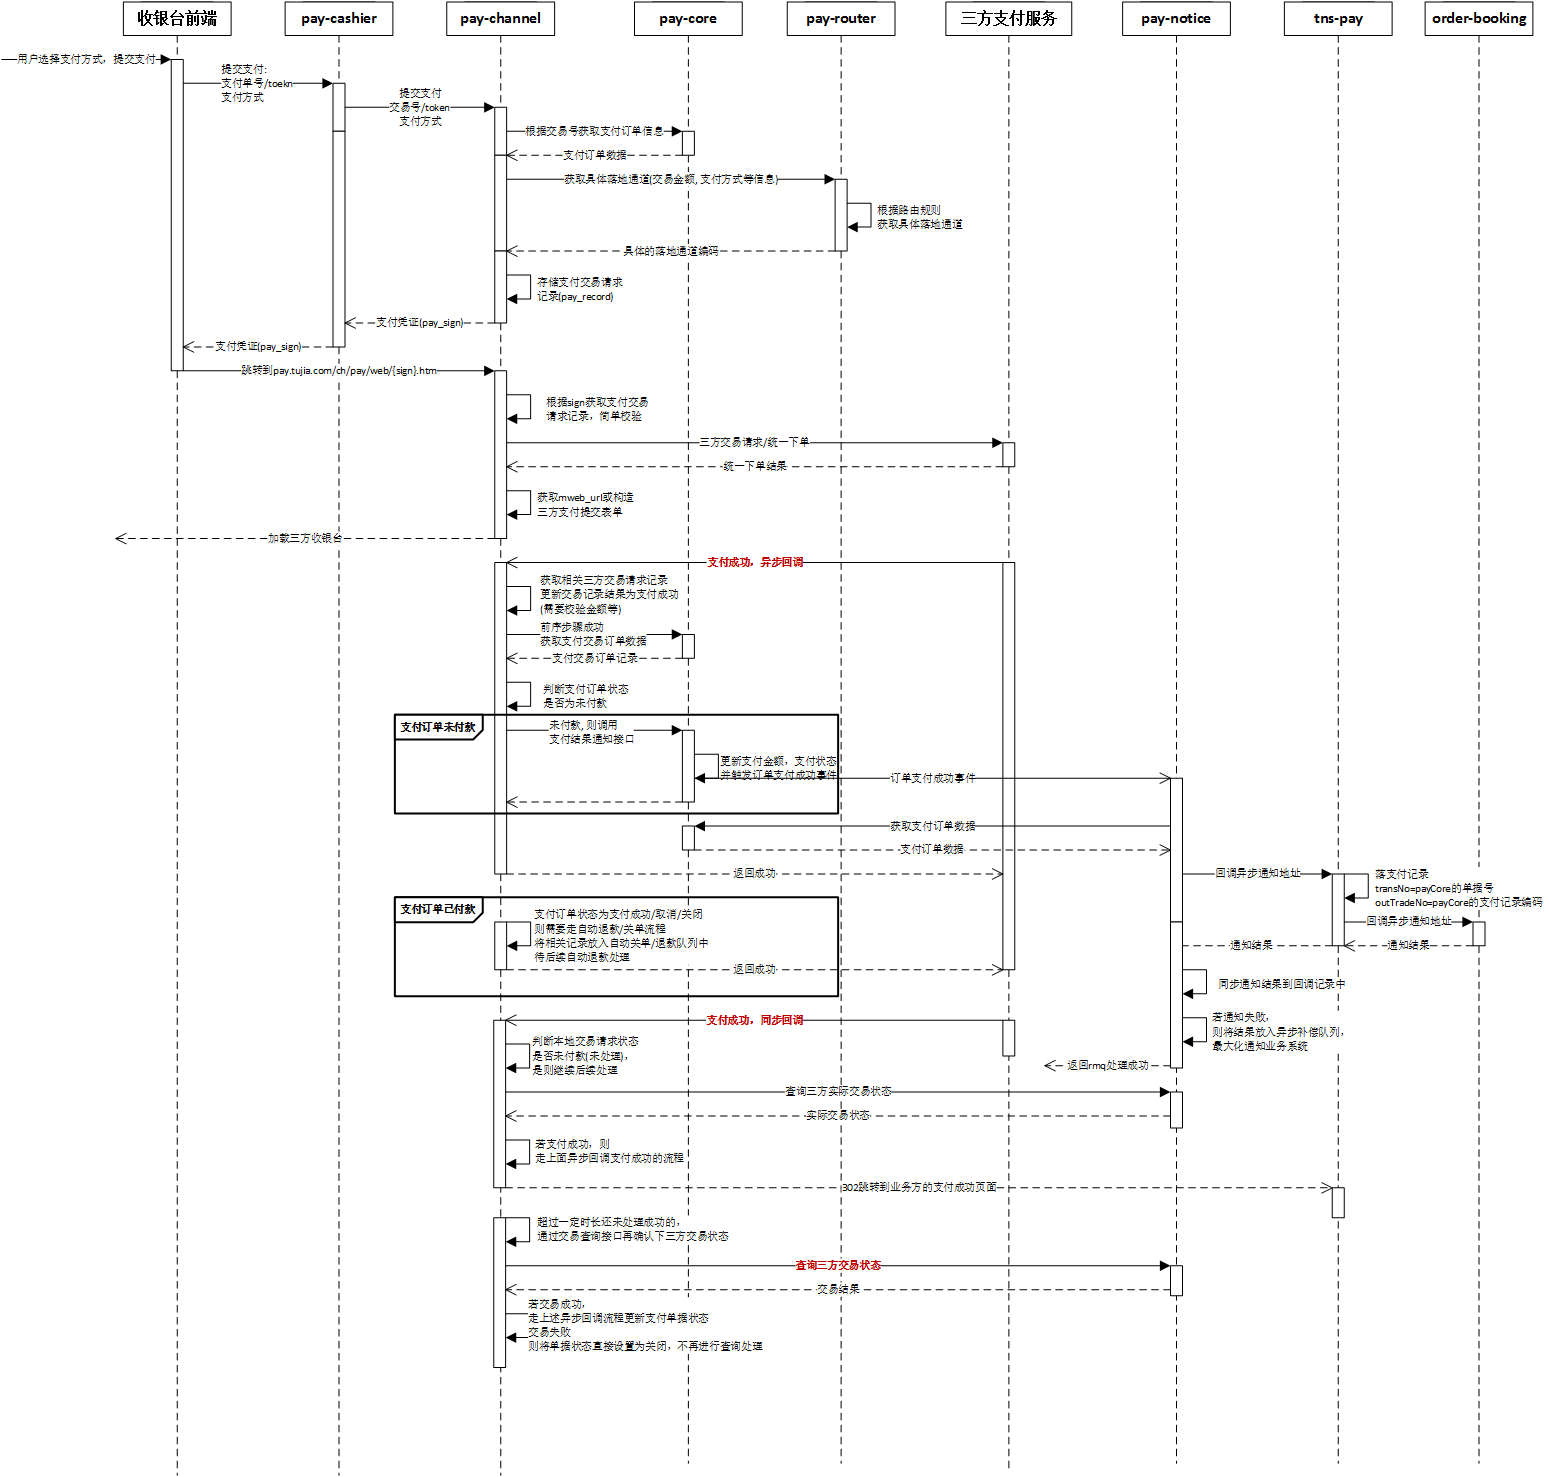 收银台前端
pay-cashier
pay-channel
pay-core
pay-router
三方支付服务
pay-notice
tns-pay
order-booking
用户选择支付方式，提交支付
提交支付:
支付单号/toekn
支付方式
提交支付
交易号/token
支付方式
根据交易号获取支付订单信息
支付订单数据
获取具体落地通道(交易金额, 支付方式等信息)
根据路由规则
获取具体落地通道
具体的落地通道编码
存储支付交易请求
记录(pay_record)
支付凭证(pay_sign)
支付凭证(pay_sign)
跳转到pay.tujia.com/ch/pay/web/{sign}.htm
根据sign获取支付交易
请求记录，简单校验
三方交易请求/统一下单
统一下单结果
获取mweb_url或构造
三方支付提交表单
加载三方收银台
支付成功，异步回调
获取相关三方交易请求记录
更新交易记录结果为支付成功
(需要校验金额等)
前序步骤成功
获取支付交易订单数据
支付交易订单记录
判断支付订单状态
是否为未付款
支付订单未付款
未付款, 则调用
支付结果通知接口
更新支付金额，支付状态
并触发订单支付成功事件
订单支付成功事件
获取支付订单数据
支付订单数据
返回成功
回调异步通知地址
落支付记录
transNo=payCore的单据号
outTradeNo=payCore的支付记录编码
支付订单已付款
支付订单状态为支付成功/取消/关闭
则需要走自动退款/关单流程
将相关记录放入自动关单/退款队列中
待后续自动退款处理
回调异步通知地址
通知结果
通知结果
返回成功
同步通知结果到回调记录中
支付成功，同步回调
若通知失败，
则将结果放入异步补偿队列，
最大化通知业务系统
判断本地交易请求状态
是否未付款(未处理)，
是则继续后续处理
返回rmq处理成功
查询三方实际交易状态
实际交易状态
若支付成功，则
走上面异步回调支付成功的流程
302跳转到业务方的支付成功页面
超过一定时长还未处理成功的，
通过交易查询接口再确认下三方交易状态
查询三方交易状态
交易结果
若交易成功，
走上述异步回调流程更新支付单据状态
交易失败
则将单据状态直接设置为关闭，不再进行查询处理